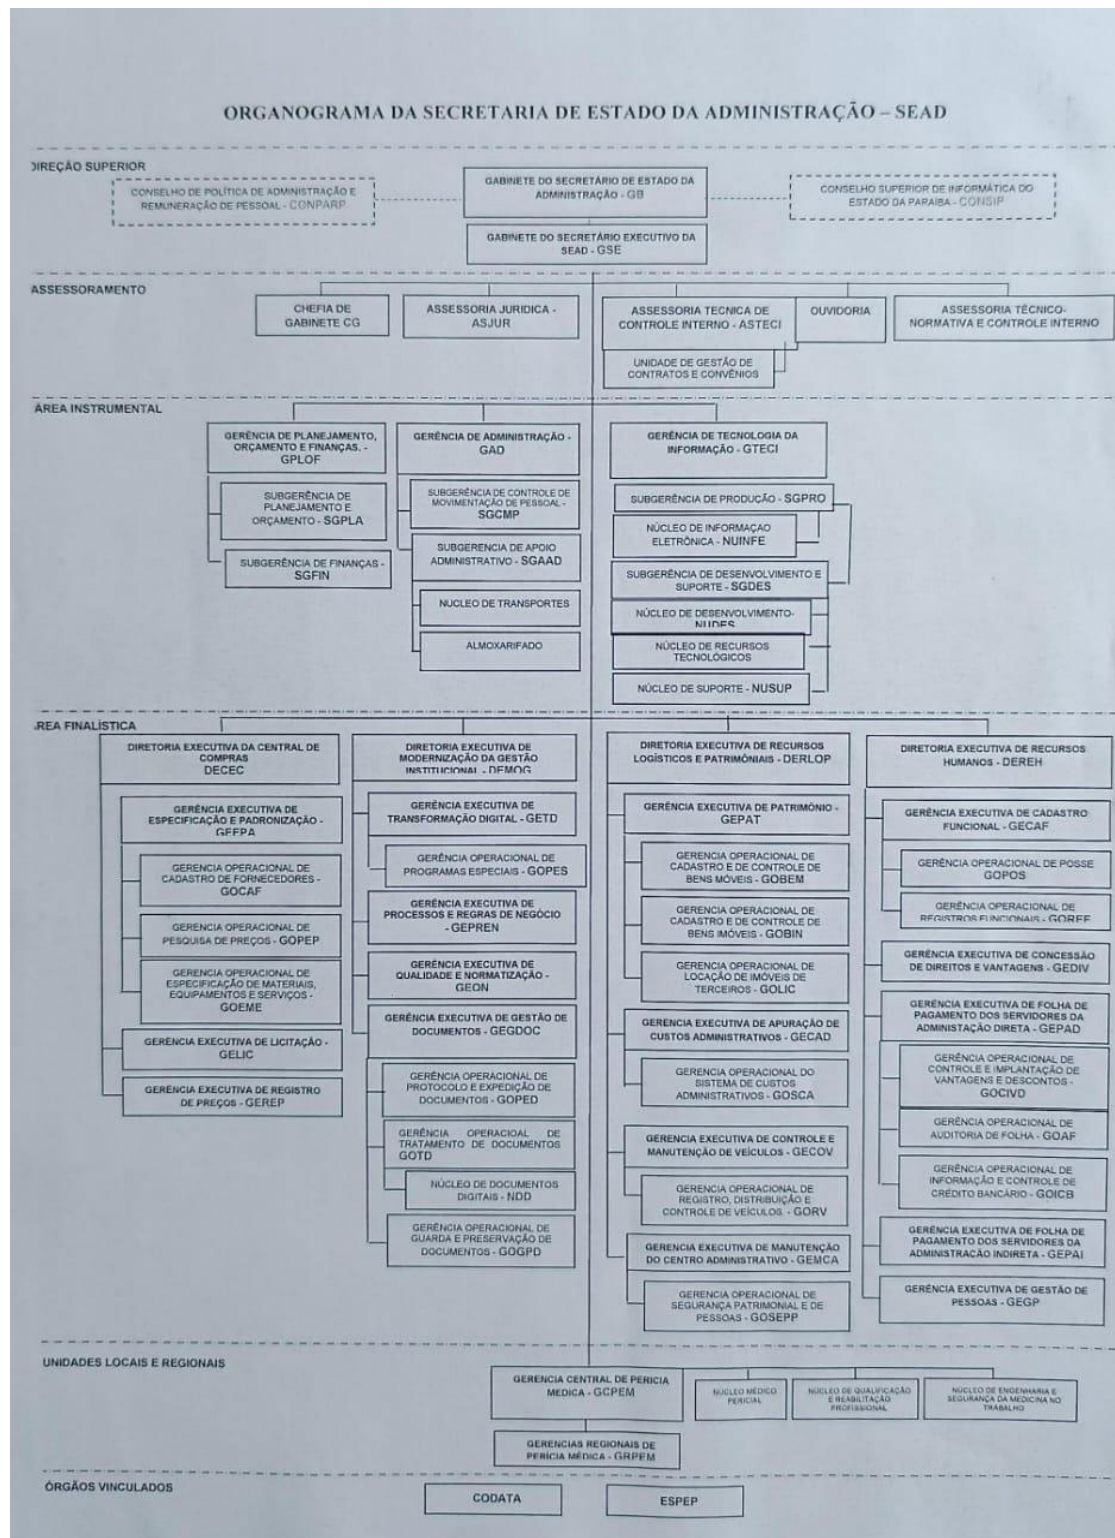 ORGANOGRAMA DA SECRETARIA DE ESTADO DA ADMINISTRAÇÃO – SEAD
DIREÇÃO SUPERIOR
CONSELHO DE POLÍTICA DE ADMINISTRAÇÃO E
REMUNERAÇÃO DE PESSOAL - CONPARP
GABINETE DO SECRETÁRIO DE ESTADO DA
ADMINISTRAÇÃO - GB
CONSELHO SUPERIOR DE INFORMÁTICA DO
ESTADO DA PARAÍBA - CONSIP
GABINETE DO SECRETÁRIO EXECUTIVO DA
SEAD - GSE
ASSESSORAMENTO
CHEFIA DE
GABINETE CG
ASSESSORIA JURIDICA -
ASJUR
ASSESSORIA TECNICA DE
CONTROLE INTERNO - ASTECI
OUVIDORIA
ASSESSORIA TÉCNICO-
NORMATIVA E CONTROLE INTERNO
UNIDADE DE GESTÃO DE
CONTRATOS E CONVÊNIOS
ÁREA INSTRUMENTAL
GERÊNCIA DE PLANEJAMENTO,
ORÇAMENTO E FINANÇAS. -
GPLOF
SUBGERÊNCIA DE
PLANEJAMENTO E
ORÇAMENTO - SGPLA
SUBGERÊNCIA DE FINANÇAS -
SGFIN
GERÊNCIA DE ADMINISTRAÇÃO -
GAD
SUBGERÊNCIA DE CONTROLE DE
MOVIMENTAÇÃO DE PESSOAL -
SGCMP
SUBGERENCIA DE APOIO
ADMINISTRATIVO - SGAAD
NUCLEO DE TRANSPORTES
ALMOXARIFADO
GERÊNCIA DE TECNOLOGIA DA
INFORMAÇÃO - GTECI
SUBGERÊNCIA DE PRODUÇÃO - SGPRO
NÚCLEO DE INFORMAÇAO
ELETRÔNICA - NUINFE
SUBGERÊNCIA DE DESENVOLVIMENTO E
SUPORTE - SGDES
NÚCLEO DE DESENVOLVIMENTO-
NUDES
NÚCLEO DE RECURSOS
TECNOLÓGICOS
NÚCLEO DE SUPORTE - NUSUP
ÁREA FINALÍSTICA
DIRETORIA EXECUTIVA DA CENTRAL DE
COMPRAS
DECEC
GERÊNCIA EXECUTIVA DE
ESPECIFICAÇÃO E PADRONIZAÇÃO -
GEEPA
GERENCIA OPERACIONAL DE
CADASTRO DE FORNECEDORES -
GOCAF
GERENCIA OPERACIONAL DE
PESQUISA DE PREÇOS - GOPEP
GERENCIA OPERACIONAL DE
ESPECIFICAÇÃO DE MATERIAIS,
EQUIPAMENTOS E SERVIÇOS -
GOEME
GERÊNCIA EXECUTIVA DE LICITAÇÃO -
GELIC
GERÊNCIA EXECUTIVA DE REGISTRO
DE PREÇOS - GEREP
DIRETORIA EXECUTIVA DE
MODERNIZAÇÃO DA GESTÃO
INSTITUCIONAL - DEMOG
GERÊNCIA EXECUTIVA DE
TRANSFORMAÇÃO DIGITAL - GETD
GERÊNCIA OPERACIONAL DE
PROGRAMAS ESPECIAIS - GOPES
GERÊNCIA EXECUTIVA DE
PROCESSOS E REGRAS DE NEGÓCIO
- GEPREN
GERÊNCIA EXECUTIVA DE
QUALIDADE E NORMATIZAÇÃO -
GEQN
GERÊNCIA EXECUTIVA DE GESTÃO DE
DOCUMENTOS - GEGDOC
GERÊNCIA OPERACIONAL DE
PROTOCOLO E EXPEDIÇÃO DE
DOCUMENTOS - GOPED
GERÊNCIA OPERACIOAL DE
TRATAMENTO DE DOCUMENTOS
GOTD
NÚCLEO DE DOCUMENTOS
DIGITAIS - NDD
GERÊNCIA OPERACIONAL DE
GUARDA E PRESERVAÇÃO DE
DOCUMENTOS - GOGPD
DIRETORIA EXECUTIVA DE RECURSOS
LOGÍSTICOS E PATRIMÔNIAIS - DERLOP
GERÊNCIA EXECUTIVA DE PATRIMÔNIO -
GEPAT
GERÊNCIA OPERACIONAL DE
CADASTRO E DE CONTROLE DE
BENS MÓVEIS - GOBEM
GERENCIA OPERACIONAL DE
CADASTRO E DE CONTROLE DE
BENS IMÓVEIS - GOBIN
GERENCIA OPERACIONAL DE
LOCAÇÃO DE IMÓVEIS DE
TERCEIROS - GOLIC
GERÊNCIA EXECUTIVA DE APURAÇÃO DE
CUSTOS ADMINISTRATIVOS - GECAD
GERENCIA OPERACIONAL DO
SISTEMA DE CUSTOS
ADMINISTRATIVOS - GOSCA
GERENCIA EXECUTIVA DE CONTROLE E
MANUTENÇÃO DE VEÍCULOS - GECOV
GERENCIA OPERACIONAL DE
REGISTRO, DISTRIBUIÇÃO E
CONTROLE DE VEÍCULOS. - GORV
GERENCIA EXECUTIVA DE MANUTENÇÃO
DO CENTRO ADMINISTRATIVO - GEMCA
GERENCIA OPERACIONAL DE
SEGURANÇA PATRIMONIAL E DE
PESSOAS - GOSEPP
DIRETORIA EXECUTIVA DE RECURSOS
HUMANOS - DEREH
GERÊNCIA EXECUTIVA DE CADASTRO
FUNCIONAL - GECAF
GERÊNCIA OPERACIONAL DE POSSE
GOPOS
GERÊNCIA OPERACIONAL DE
REGISTROS FUNCIONAIS - GOREF
GERÊNCIA EXECUTIVA DE CONCESSÃO
DE DIREITOS E VANTAGENS - GEDIV
GERÊNCIA EXECUTIVA DE FOLHA DE
PAGAMENTO DOS SERVIDORES DA
ADMINISTAÇÃO DIRETA - GEPAD
GERÊNCIA OPERACIONAL DE
CONTROLE E IMPLANTAÇÃO DE
VANTAGENS E DESCONTOS -
GOCIVD
GERÊNCIA OPERACIONAL DE
AUDITORIA DE FOLHA - GOAF
GERÊNCIA OPERACIONAL DE
INFORMAÇÃO E CONTROLE DE
CRÉDITO BANCÁRIO - GOICB
GERÊNCIA EXECUTIVA DE FOLHA DE
PAGAMENTO DOS SERVIDORES DA
ADMINISTRAÇÃO INDIRETA - GEPAI
GERÊNCIA EXECUTIVA DE GESTÃO DE
PESSOAS - GEGP
UNIDADES LOCAIS E REGIONAIS
GERENCIA CENTRAL DE PERICIA
MEDICA - GCPEM
NÚCLEO MÉDICO
PERICIAL
NÚCLEO DE QUALIFICAÇÃO
E REABILITAÇÃO
PROFISSIONAL
NÚCLEO DE ENGENHARIA E
SEGURANÇA DA MEDICINA NO
TRABALHO
GERENCIAS REGIONAIS DE
PERÍCIA MÉDICA - GRPEM
ÓRGÃOS VINCULADOS
CODATA
ESPEP